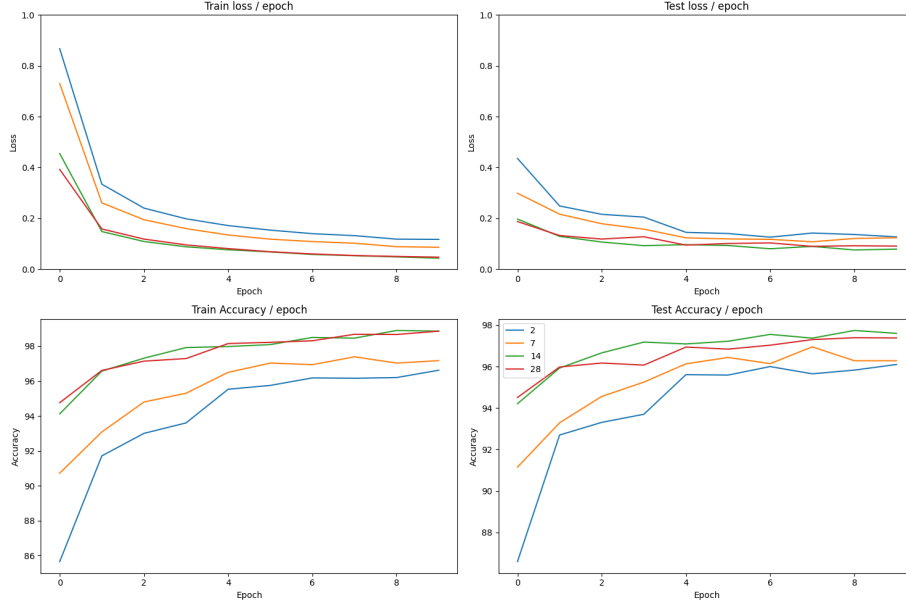 Train loss / epoch
1.0
0.8
0.6
0.4
0.2
0.0
Loss
0 2 4 6 8
Epoch
Test loss / epoch
1.0
0.8
0.6
0.4
0.2
0.0
Loss
0 2 4 6 8
Epoch
Train Accuracy / epoch
98
96
94
92
90
88
86
Accuracy
0 2 4 6 8
Epoch
Test Accuracy / epoch
98
96
94
92
90
88
Accuracy
2
7
14
28
0 2 4 6 8
Epoch